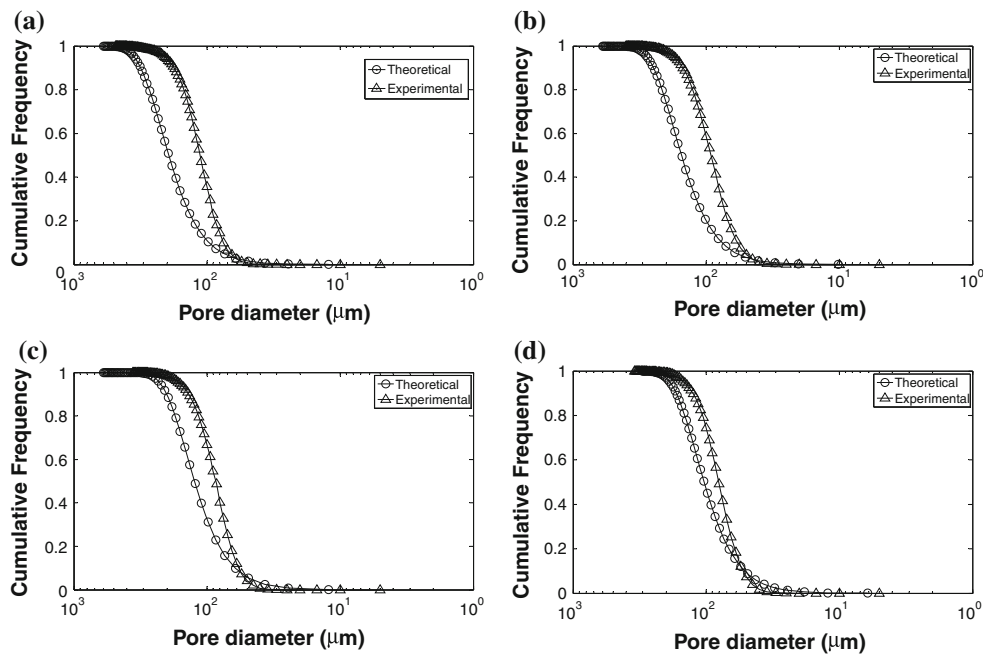 (a)
Cumulative Frequency
1
0.8
0.6
0.4
0.2
0
10³ 10² 10¹ 10⁰
Pore diameter (μm)
Theoretical
Experimental
(b)
Cumulative Frequency
1
0.8
0.6
0.4
0.2
0
10³ 10² 10¹ 10⁰
Pore diameter (μm)
Theoretical
Experimental
(c)
Cumulative Frequency
1
0.8
0.6
0.4
0.2
0
10³ 10² 10¹ 10⁰
Pore diameter (μm)
Theoretical
Experimental
(d)
Cumulative Frequency
1
0.8
0.6
0.4
0.2
0
10³ 10² 10¹ 10⁰
Pore diameter (μm)
Theoretical
Experimental